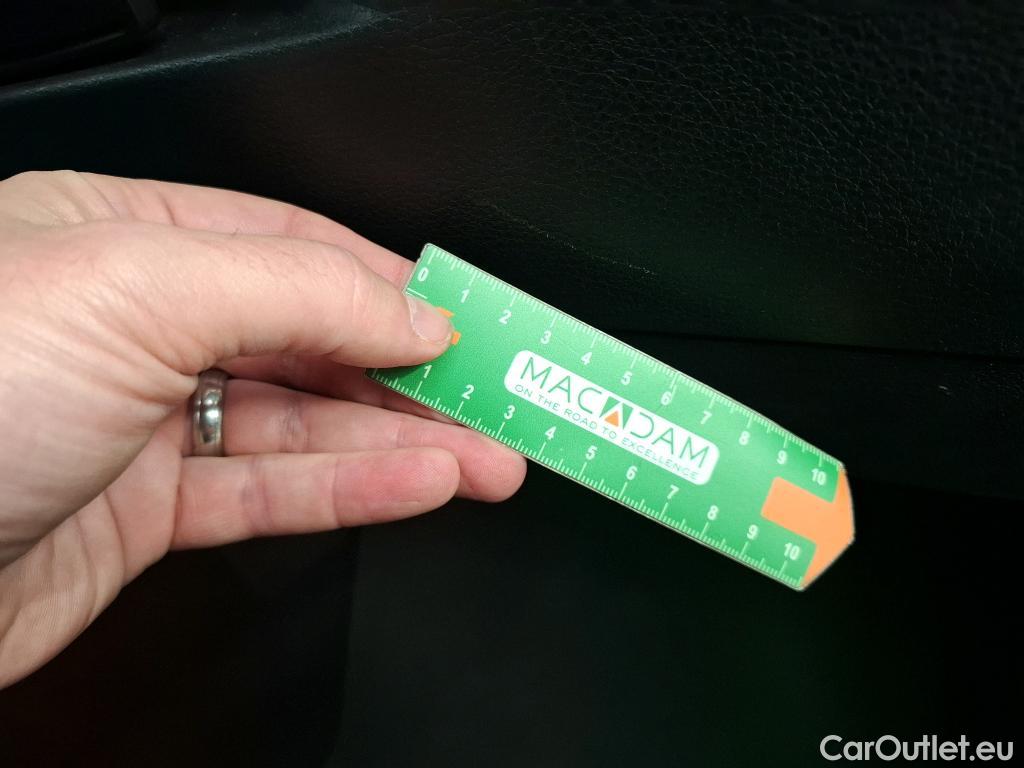 0 1 2 3 4 5 6 7 8 9 10
MACADAM
ON THE ROAD TO EXCELLENCE
1 2 3 4 5 6 7 8 9 10
CarOutlet.eu